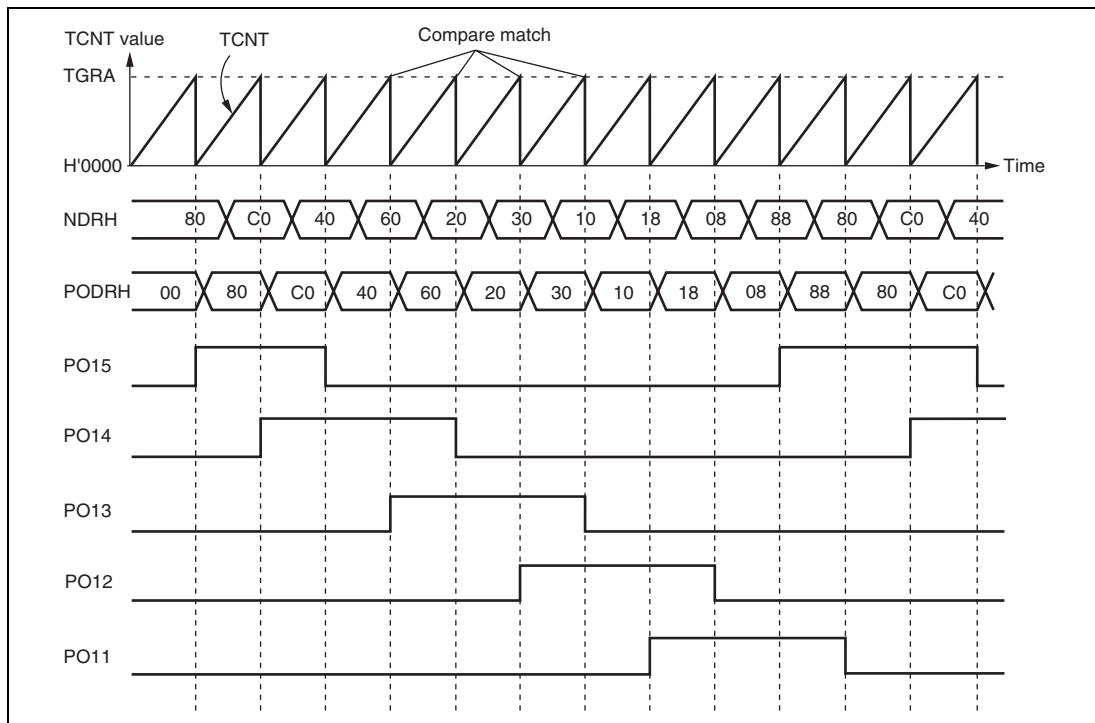 TCNT value
TCNT
Compare match
TGRA
H'0000
Time
NDRH 80 C0 40 60 20 30 10 18 08 88 80 C0 40
PODRH 00 80 C0 40 60 20 30 10 18 08 88 80 C0
PO15
PO14
PO13
PO12
PO11